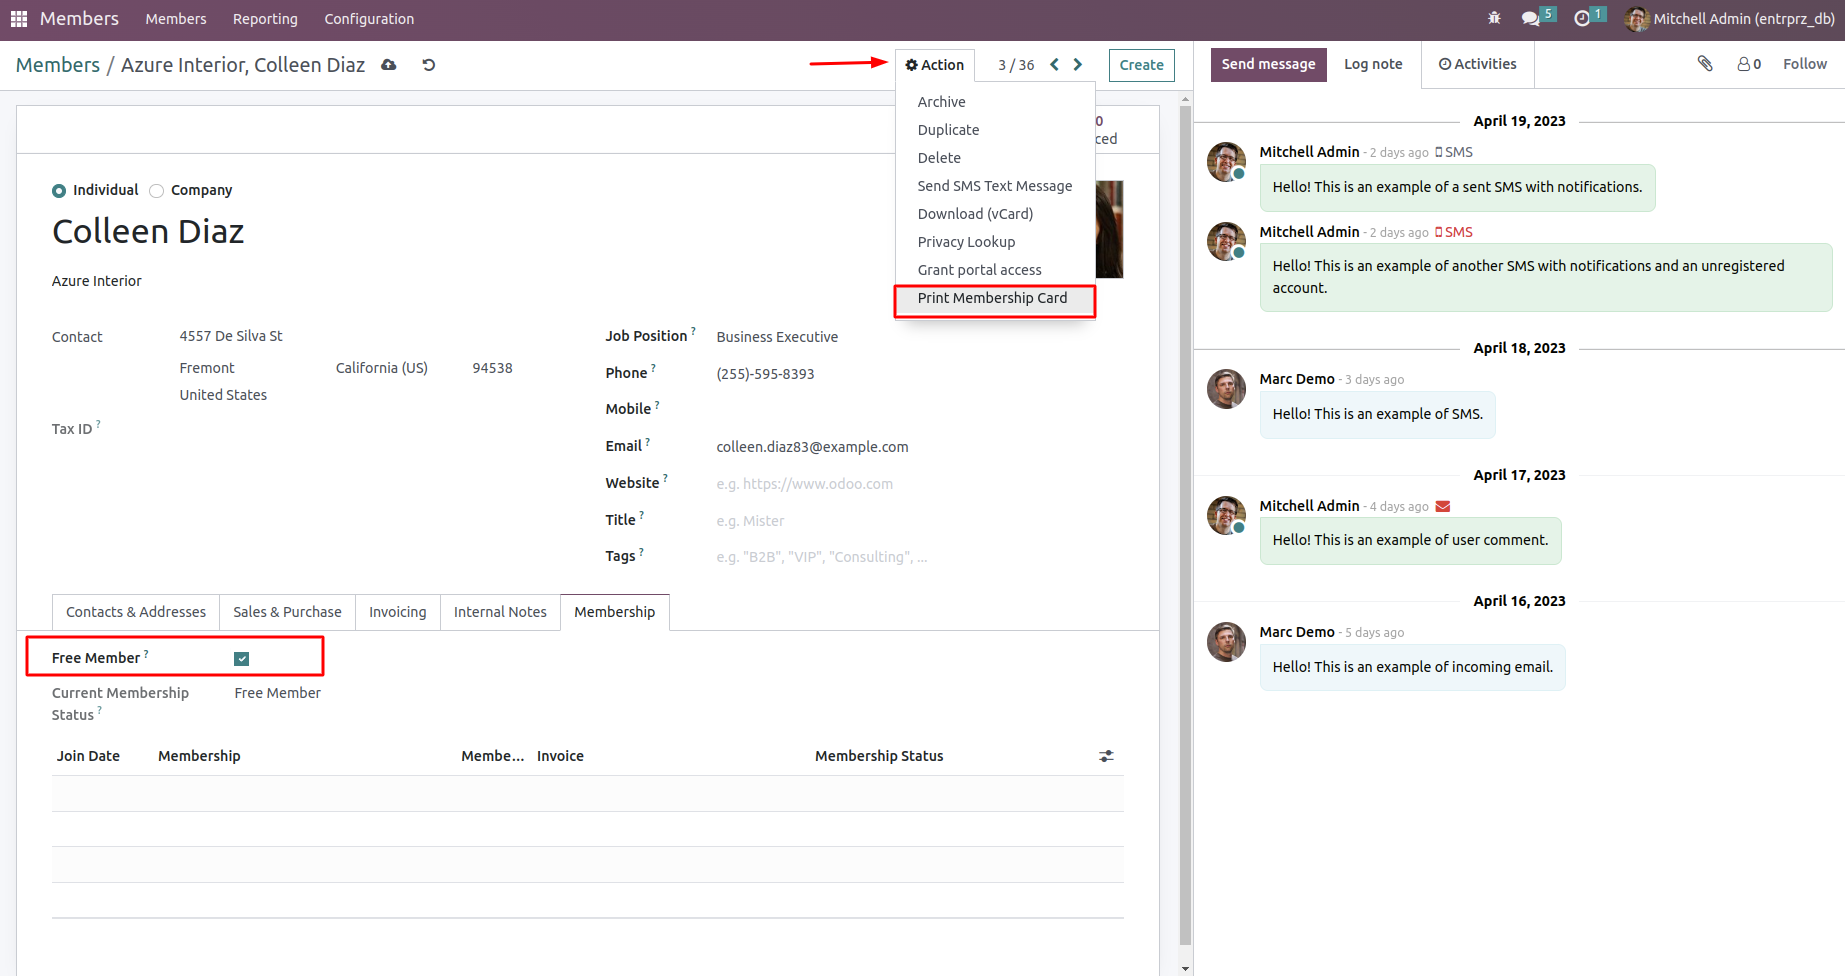 Members Members Reporting Configuration 5 1 Mitchell Admin (entrprz_db)
Members / Azure Interior, Colleen Diaz Action 3 / 36 Create
Archive
Duplicate
Delete
Send SMS Text Message
Download (vCard)
Privacy Lookup
Grant portal access
Print Membership Card
0
ced
Individual Company
Colleen Diaz
Azure Interior
Contact 4557 De Silva St
Fremont California (US) 94538
United States
Tax ID ?
Job Position ? Business Executive
Phone ? (255)-595-8393
Mobile ?
Email ? colleen.diaz83@example.com
Website ? e.g. https://www.odoo.com
Title ? e.g. Mister
Tags ? e.g. "B2B", "VIP", "Consulting", ...
Contacts & Addresses Sales & Purchase Invoicing Internal Notes Membership
Free Member ?
Current Membership Free Member
Status ?
Join Date Membership Membe... Invoice Membership Status
Send message Log note Activities 0 Follow
April 19, 2023
Mitchell Admin - 2 days ago SMS
Hello! This is an example of a sent SMS with notifications.
Mitchell Admin - 2 days ago SMS
Hello! This is an example of another SMS with notifications and an unregistered
account.
April 18, 2023
Marc Demo - 3 days ago
Hello! This is an example of SMS.
April 17, 2023
Mitchell Admin - 4 days ago
Hello! This is an example of user comment.
April 16, 2023
Marc Demo - 5 days ago
Hello! This is an example of incoming email.